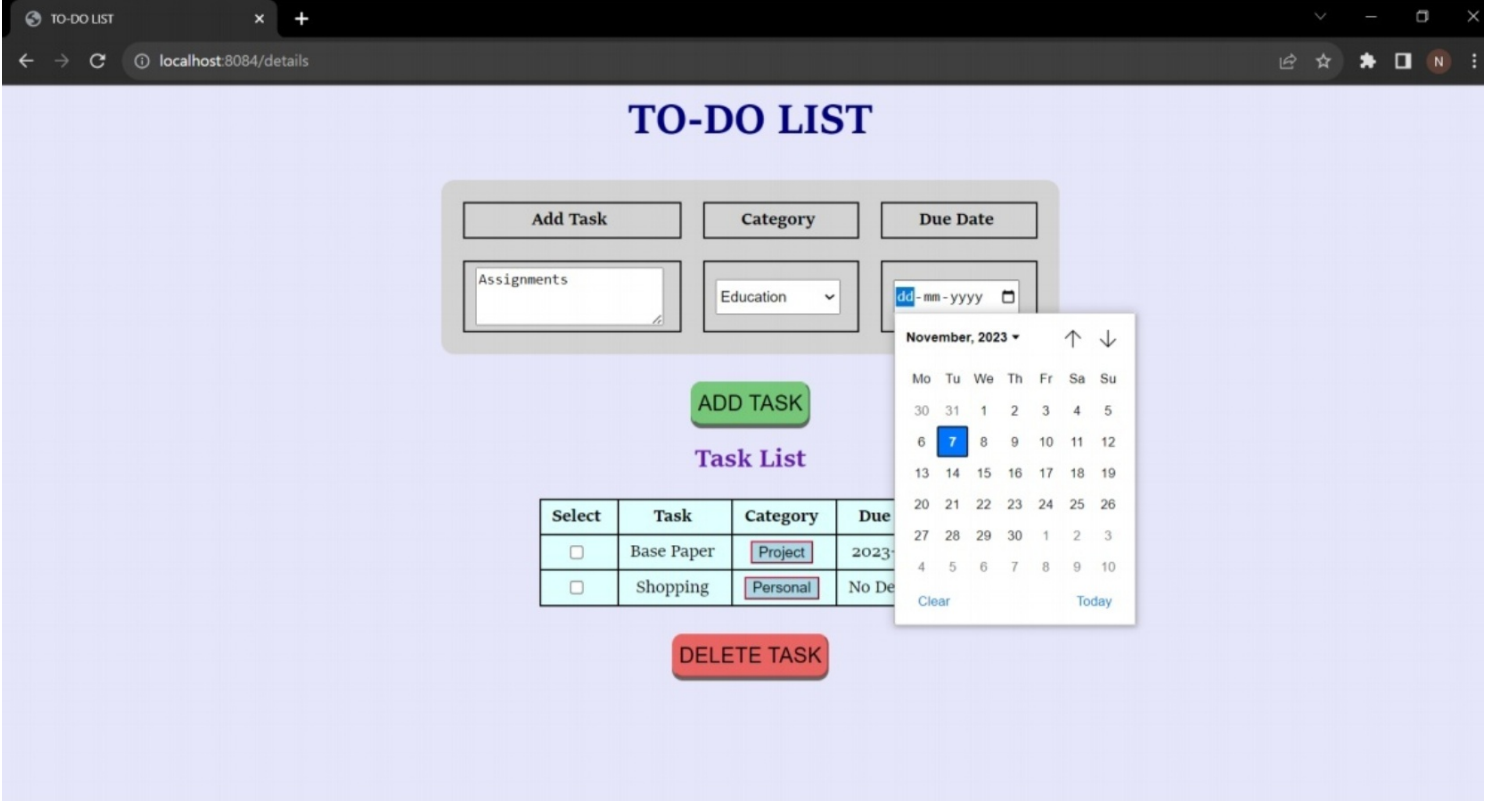 TO-DO LIST
localhost:8084/details
N
TO-DO LIST
Add Task Category Due Date
Assignments Education dd-mm-yyyy
November, 2023
Mo Tu We Th Fr Sa Su
30 31 1 2 3 4 5
6 7 8 9 10 11 12
13 14 15 16 17 18 19
20 21 22 23 24 25 26
27 28 29 30 1 2 3
4 5 6 7 8 9 10
Clear Today
ADD TASK
Task List
Select Task Category Due
Base Paper Project 2023-
Shopping Personal No De
DELETE TASK